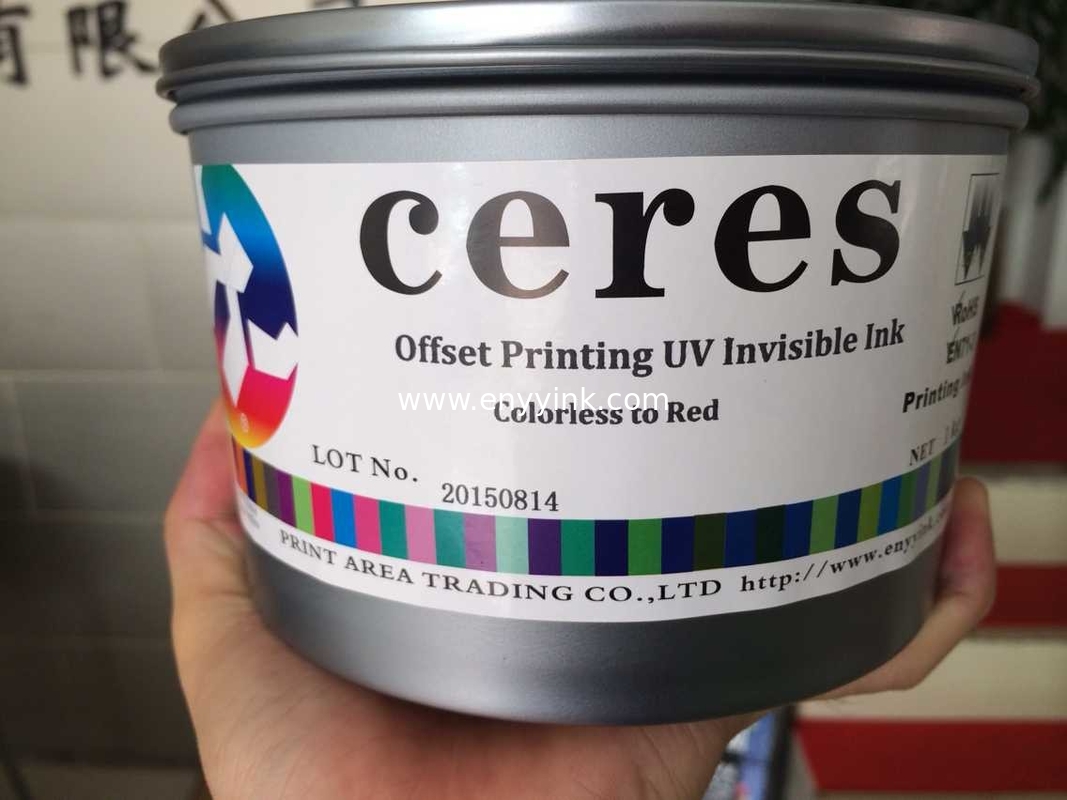 有限公
ceres
Offset Printing UV Invisible Ink
www.enyyink.com
Colorless to Red
RoHS
Printing
NET
LOT No.
20150814
PRINT AREA TRADING CO.,LTD http://www.enyyink.